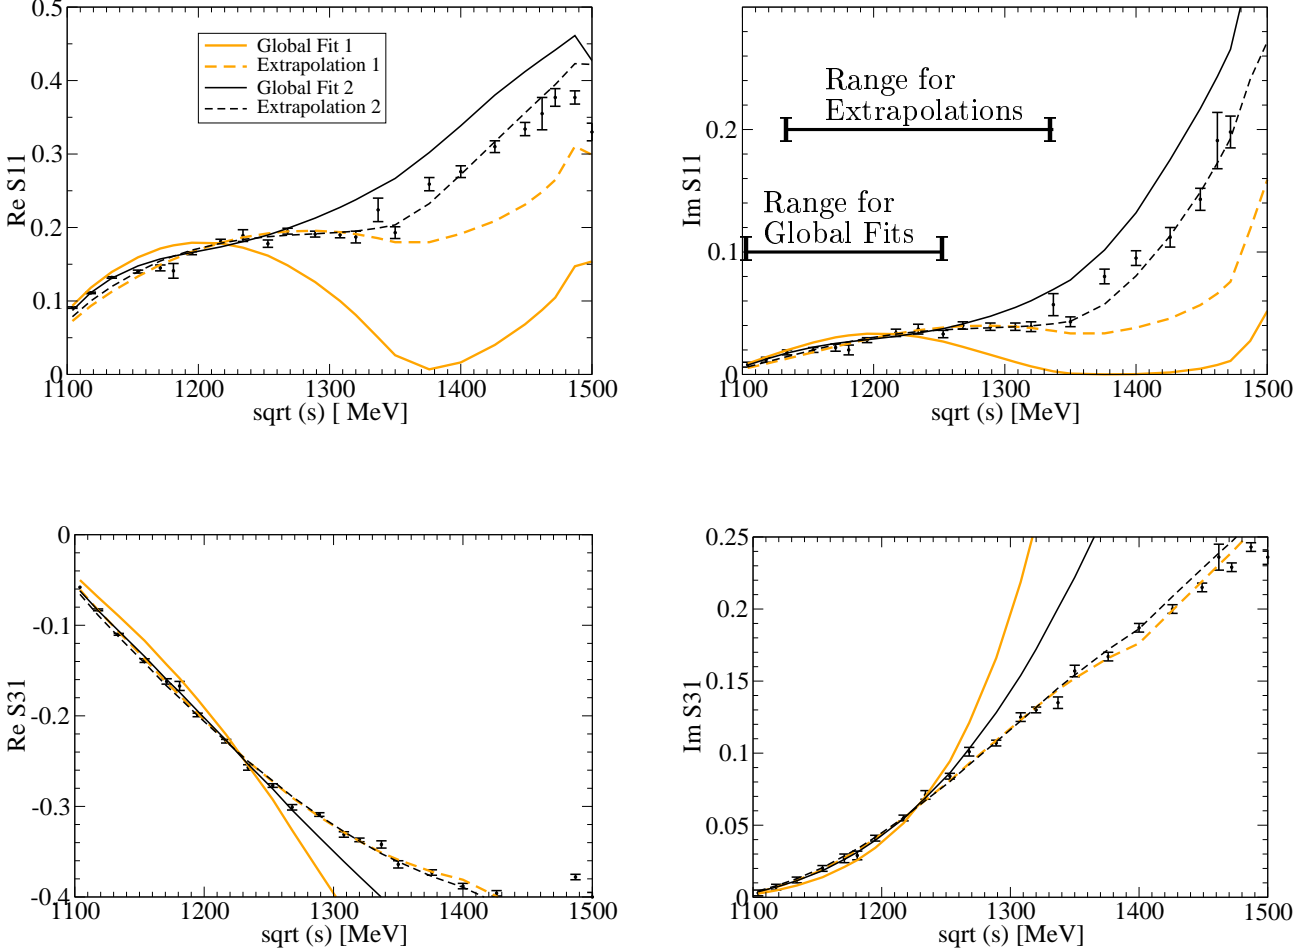 0.5
0.4
0.3
0.2
0.1
0
Re S11
Global Fit 1
Extrapolation 1
Global Fit 2
Extrapolation 2
1100 1200 1300 1400 1500
sqrt (s) [ MeV]
0.2
0.1
0
Im S11
Range for
Extrapolations
Range for
Global Fits
1100 1200 1300 1400 1500
sqrt (s) [MeV]
0
-0.1
-0.2
-0.3
-0.4
Re S31
1100 1200 1300 1400 1500
sqrt (s) [MeV]
0.25
0.2
0.15
0.1
0.05
0
Im S31
1100 1200 1300 1400 1500
sqrt (s) [MeV]